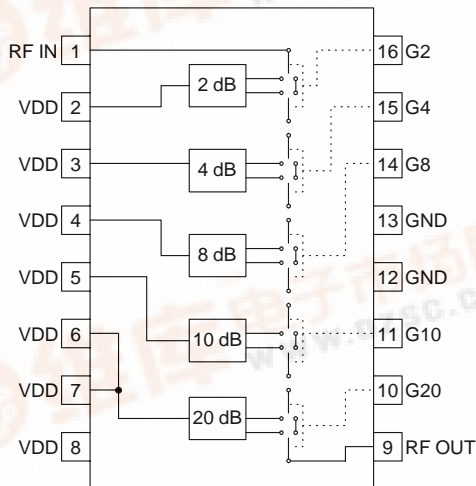 RF IN 1
VDD 2
VDD 3
VDD 4
VDD 5
VDD 6
VDD 7
VDD 8
2 dB
4 dB
8 dB
10 dB
20 dB
16 G2
15 G4
14 G8
13 GND
12 GND
11 G10
10 G20
9 RF OUT